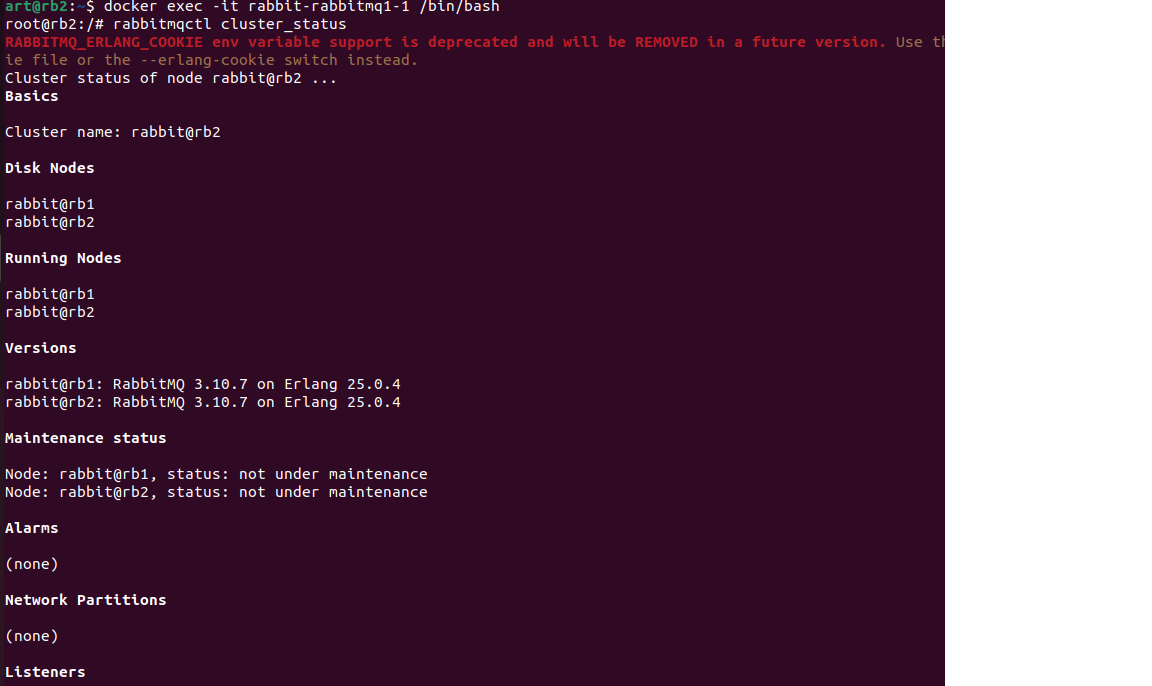 art@rb2:~$ docker exec -it rabbit-rabbitmq1-1 /bin/bash
root@rb2:/# rabbitmqctl cluster_status
RABBITMQ_ERLANG_COOKIE env variable support is deprecated and will be REMOVED in a future version. Use
ie file or the --erlang-cookie switch instead.
Cluster status of node rabbit@rb2 ...
Basics
Cluster name: rabbit@rb2
Disk Nodes
rabbit@rb1
rabbit@rb2
Running Nodes
rabbit@rb1
rabbit@rb2
Versions
rabbit@rb1: RabbitMQ 3.10.7 on Erlang 25.0.4
rabbit@rb2: RabbitMQ 3.10.7 on Erlang 25.0.4
Maintenance status
Node: rabbit@rb1, status: not under maintenance
Node: rabbit@rb2, status: not under maintenance
Alarms
(none)
Network Partitions
(none)
Listeners